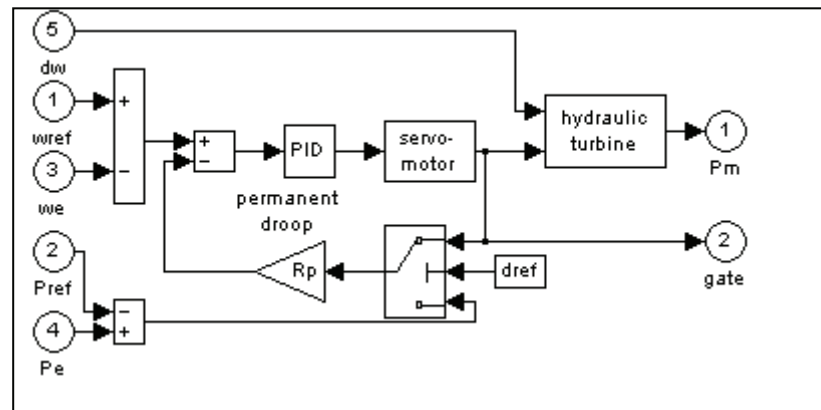 5
dw
1
wref
+
−
3
we
+
−
PID
servo-
motor
hydraulic
turbine
1
Pm
permanent
droop
2
Pref
Rp
dref
2
gate
−
+
4
Pe